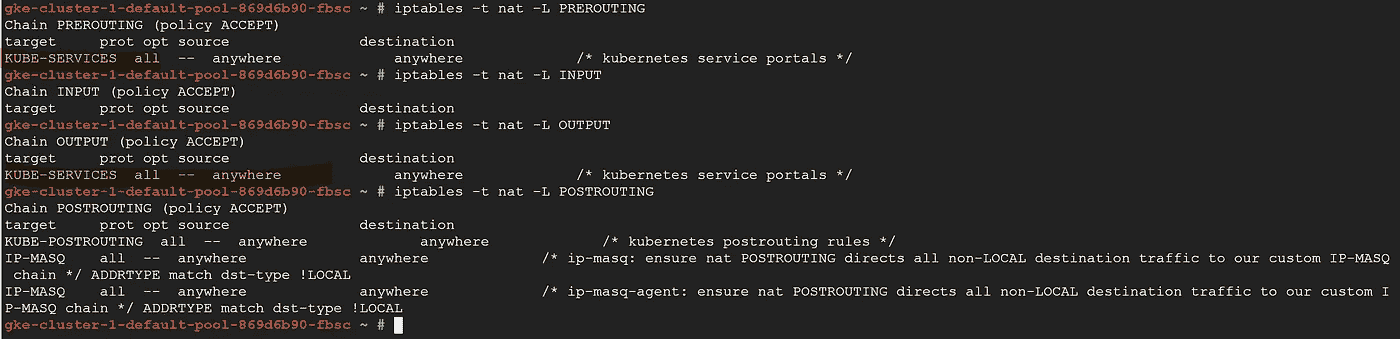 gke-cluster-1-default-pool-869d6b90-fbsc ~ # iptables -t nat -L PREROUTING
Chain PREROUTING (policy ACCEPT)
target     prot opt source               destination
KUBE-SERVICES  all  --  anywhere             anywhere             /* kubernetes service portals */
gke-cluster-1-default-pool-869d6b90-fbsc ~ # iptables -t nat -L INPUT
Chain INPUT (policy ACCEPT)
target     prot opt source               destination
gke-cluster-1-default-pool-869d6b90-fbsc ~ # iptables -t nat -L OUTPUT
Chain OUTPUT (policy ACCEPT)
target     prot opt source               destination
KUBE-SERVICES  all  --  anywhere             anywhere             /* kubernetes service portals */
gke-cluster-1-default-pool-869d6b90-fbsc ~ # iptables -t nat -L POSTROUTING
Chain POSTROUTING (policy ACCEPT)
target     prot opt source               destination
KUBE-POSTROUTING  all  --  anywhere             anywhere             /* kubernetes postrouting rules */
IP-MASQ    all  --  anywhere             anywhere             /* ip-masq: ensure nat POSTROUTING directs all non-LOCAL destination traffic to our custom IP-MASQ
 chain */ ADDRTYPE match dst-type !LOCAL
IP-MASQ    all  --  anywhere             anywhere             /* ip-masq-agent: ensure nat POSTROUTING directs all non-LOCAL destination traffic to our custom I
P-MASQ chain */ ADDRTYPE match dst-type !LOCAL
gke-cluster-1-default-pool-869d6b90-fbsc ~ #